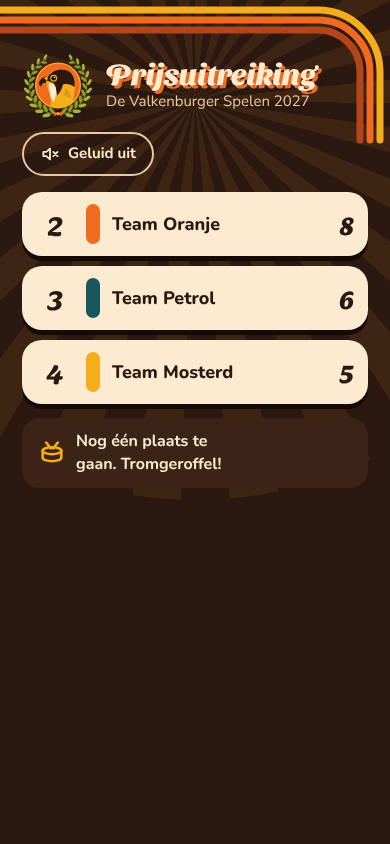 Prijsuitreiking
De Valkenburger Spelen 2027
Geluid uit
2 Team Oranje 8
3 Team Petrol 6
4 Team Mosterd 5
Nog één plaats te
gaan. Tromgeroffel!